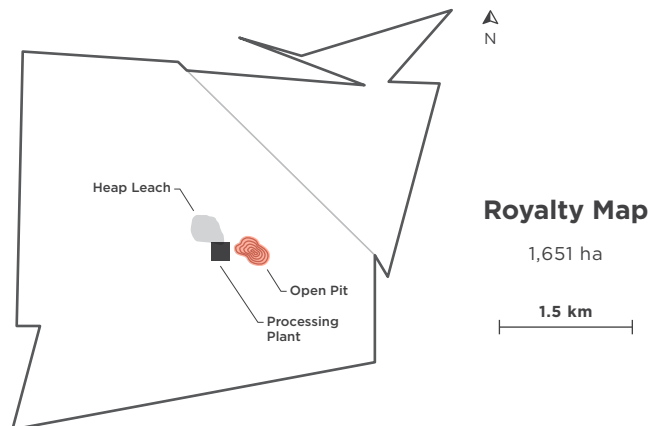 N
Heap Leach
Royalty Map
1,651 ha
Open Pit
1.5 km
Processing
Plant